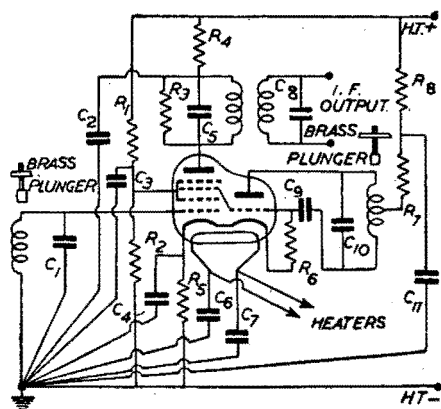 H.T.+
R4
R8
C8
I.F.
OUTPUT
R3
C2
R1
C5
BRASS
PLUNGER
BRASS
PLUNGER
C3
C9
R7
C1
R2
C10
R6
C4
R5
C6
C7
C11
HEATERS
HT-